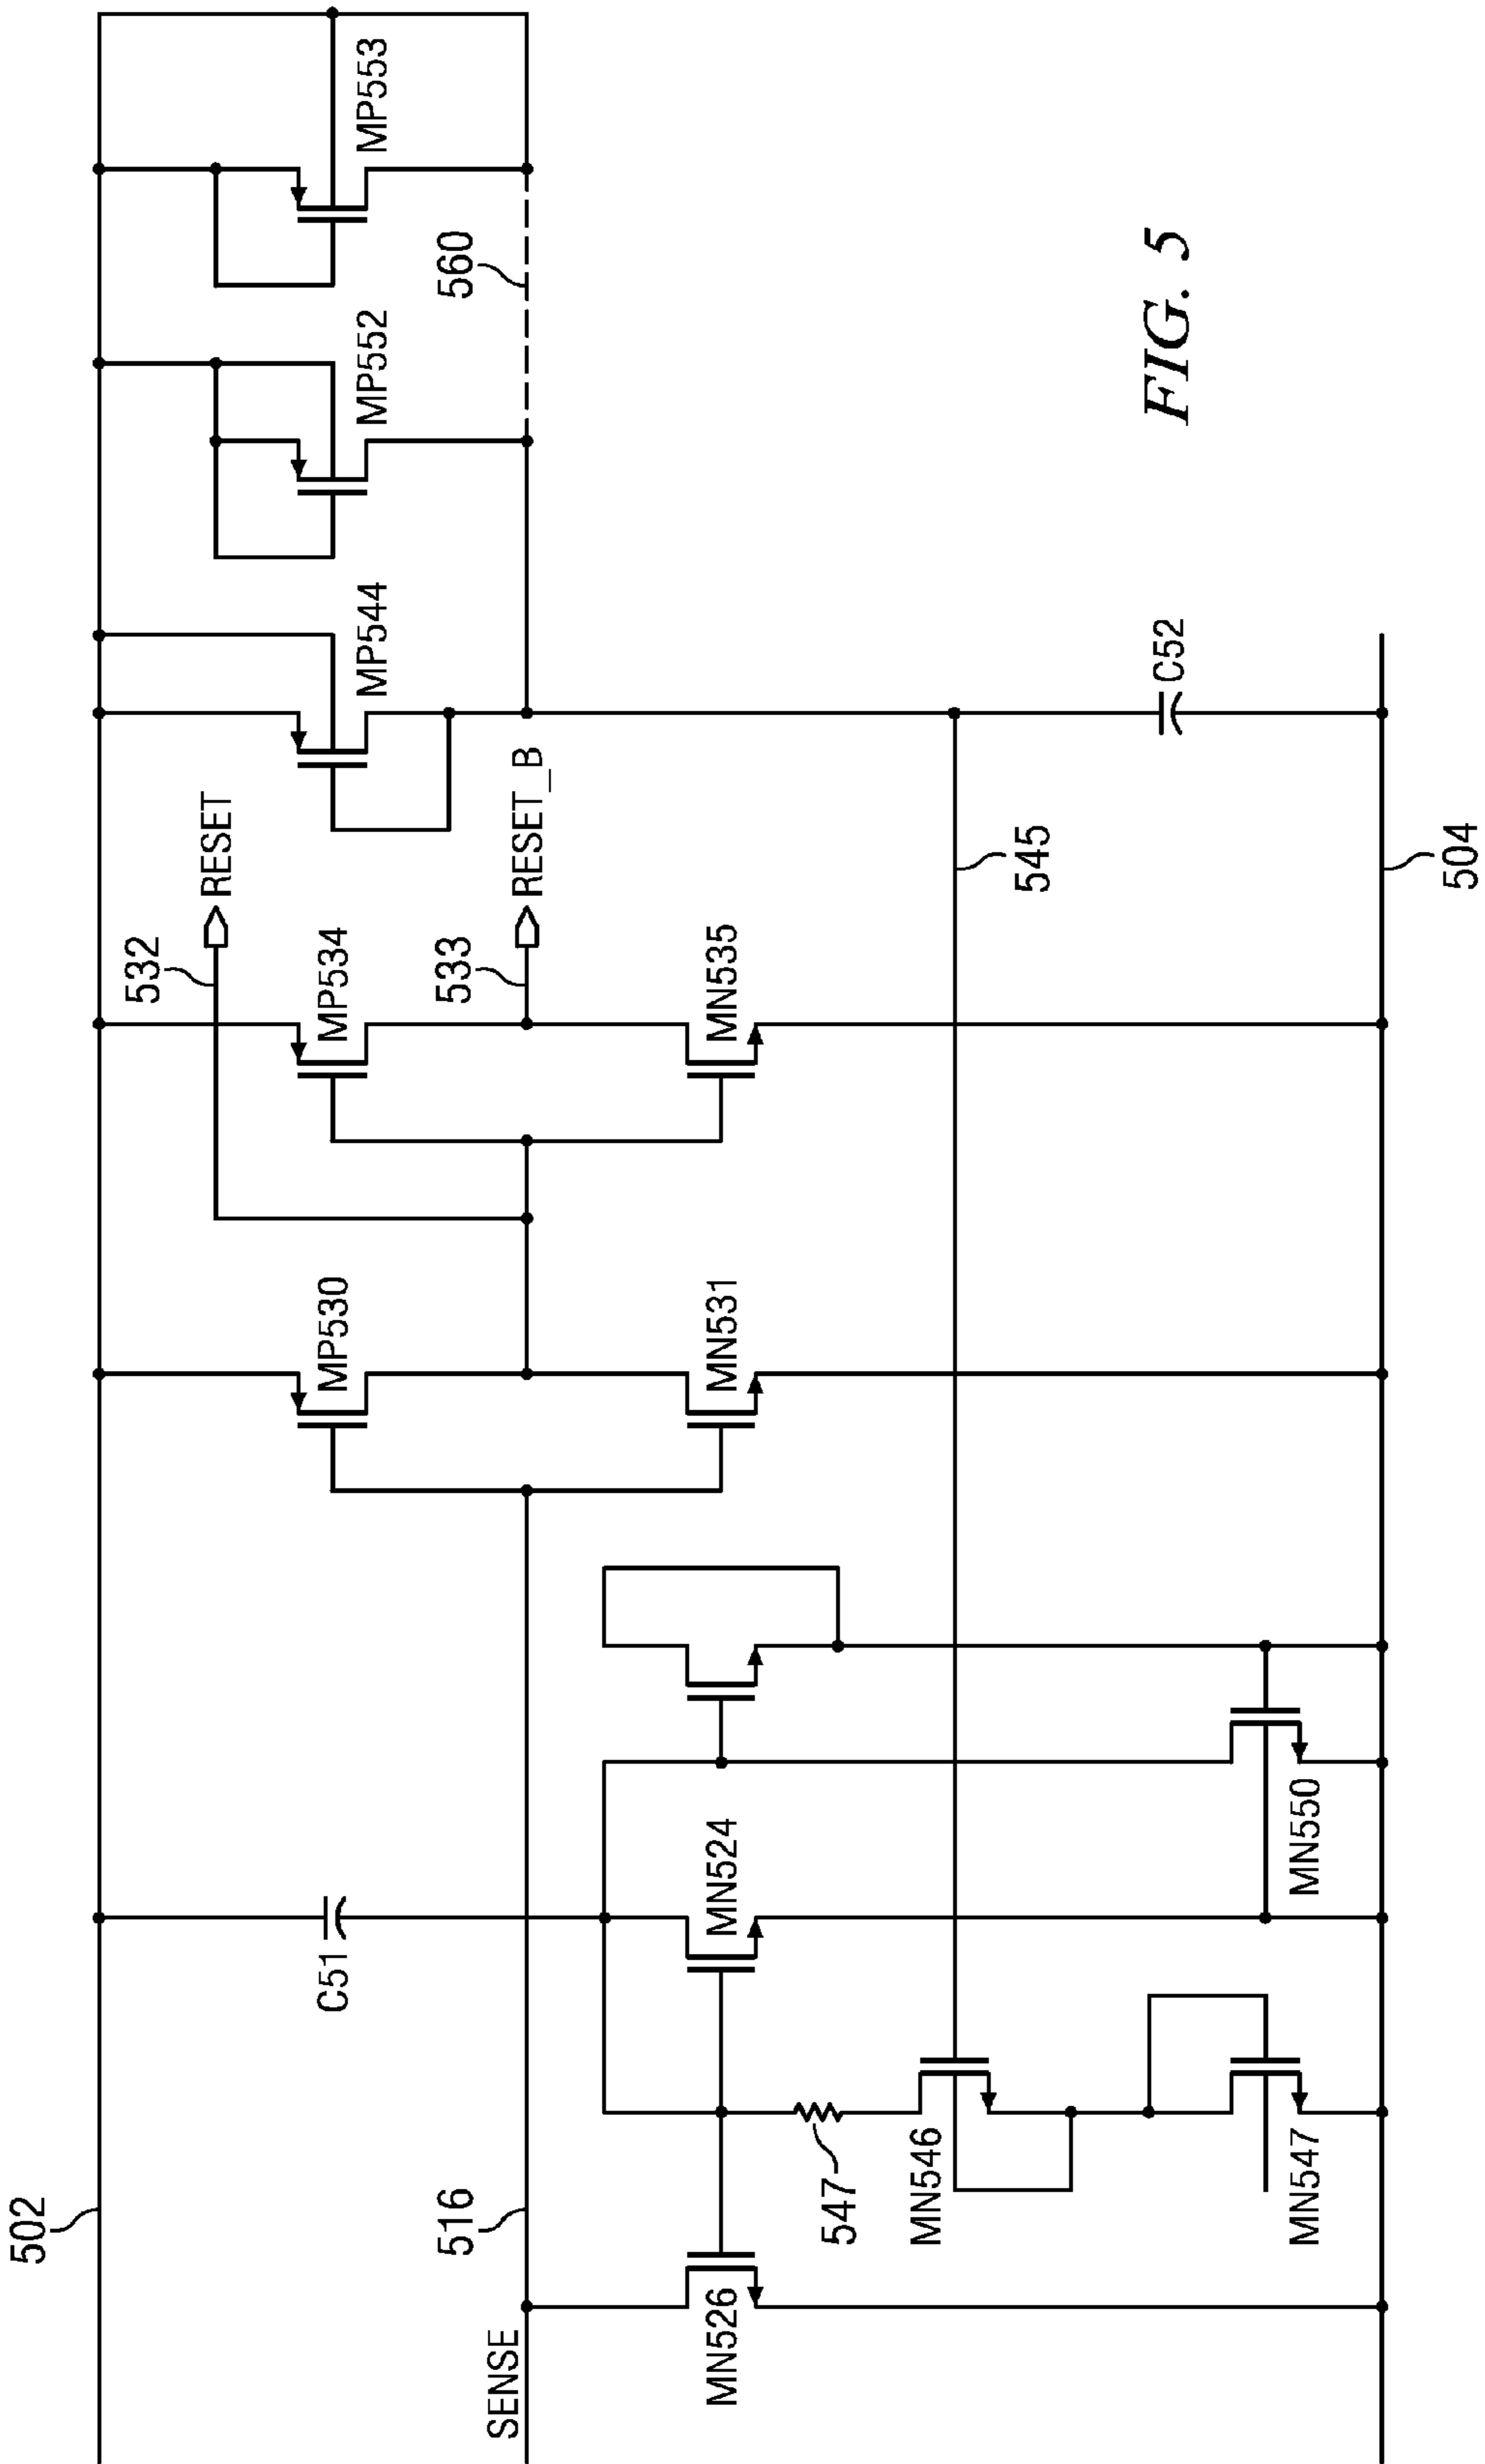 502
516
SENSE
C51
MN526
MN524
547
MN546
MN547
MN550
MP530
MN531
532
RESET
MP534
533
RESET_B
MN535
MP544
545
C52
504
MP552
560
MP553
FIG. 5